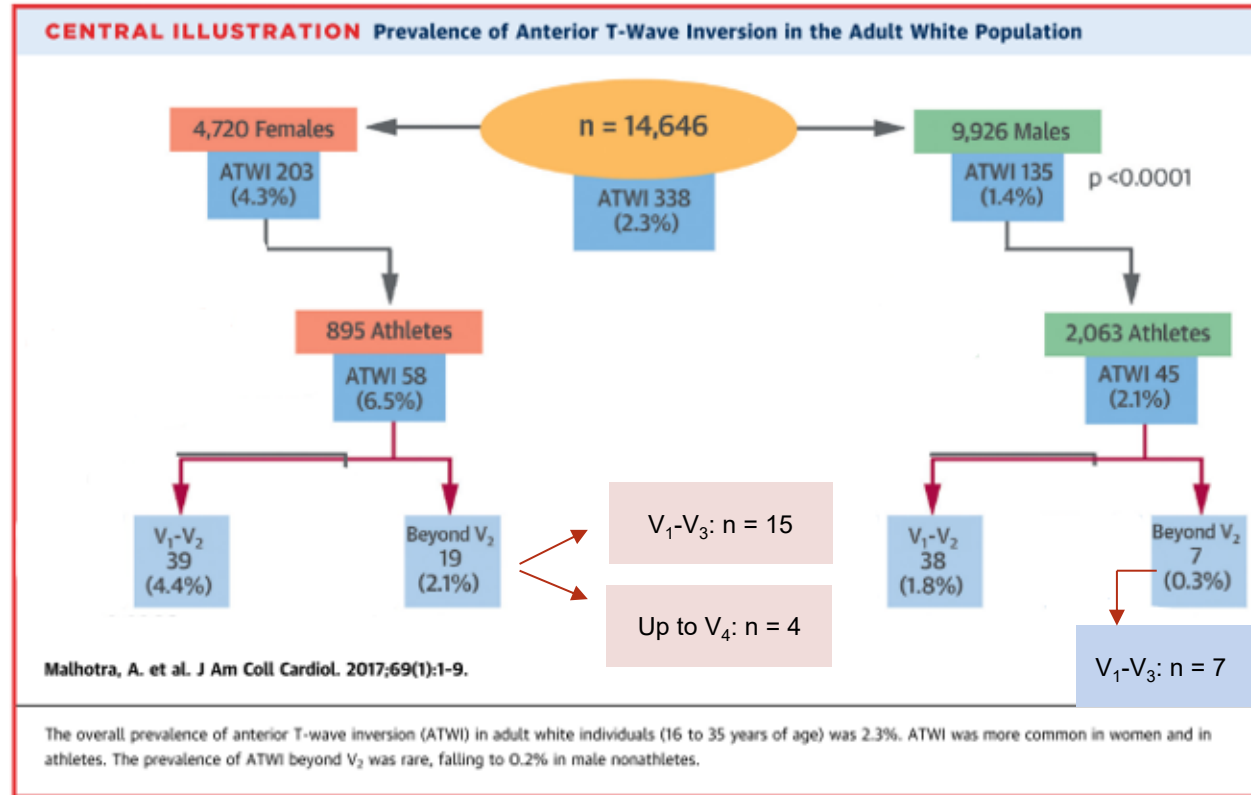 CENTRAL ILLUSTRATION Prevalence of Anterior T-Wave Inversion in the Adult White Population
n = 14,646
ATWI 338
(2.3%)
4,720 Females
ATWI 203
(4.3%)
9,926 Males
ATWI 135
(1.4%)
p <0.0001
895 Athletes
ATWI 58
(6.5%)
2,063 Athletes
ATWI 45
(2.1%)
V₁-V₂
39
(4.4%)
Beyond V₂
19
(2.1%)
V₁-V₃: n = 15
Up to V₄: n = 4
V₁-V₂
38
(1.8%)
Beyond V₂
7
(0.3%)
V₁-V₃: n = 7
Malhotra, A. et al. J Am Coll Cardiol. 2017;69(1):1-9.
The overall prevalence of anterior T-wave inversion (ATWI) in adult white individuals (16 to 35 years of age) was 2.3%. ATWI was more common in women and in
athletes. The prevalence of ATWI beyond V₂ was rare, falling to 0.2% in male nonathletes.